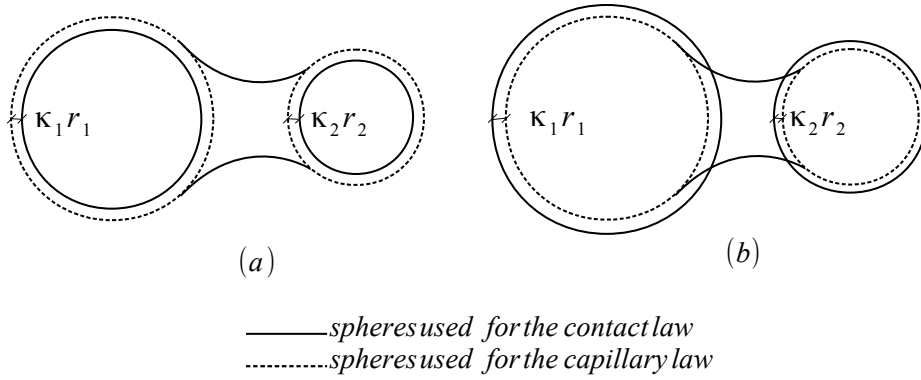 κ₁r₁ κ₂r₂ κ₁r₁ κ₂r₂
(a) (b)
spheres used for the contact law
spheres used for the capillary law